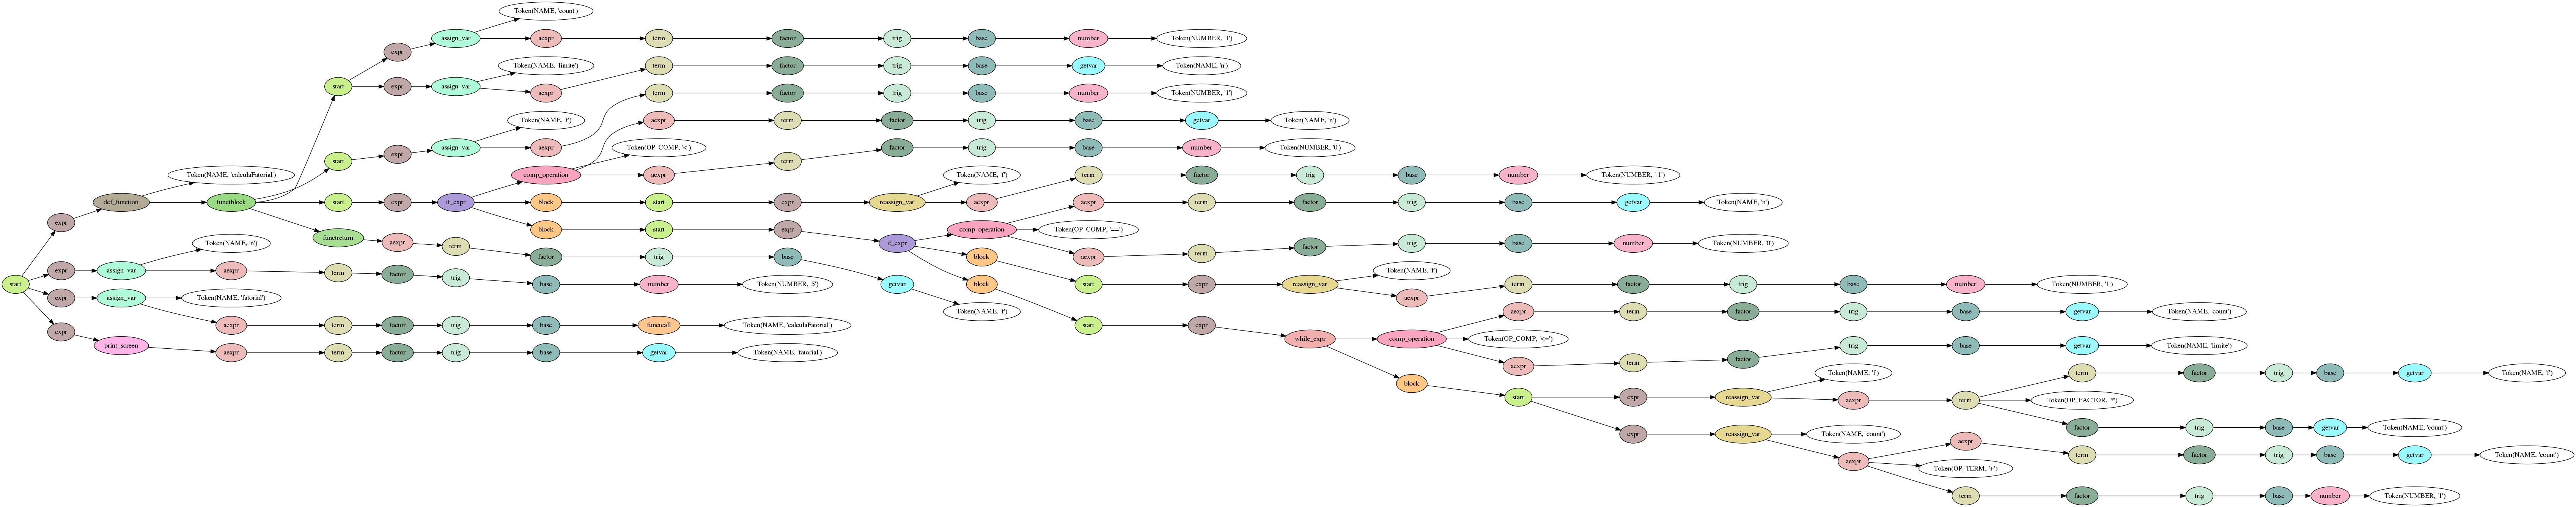 Token(NAME, 'count')
expr assign_var aexpr term factor trig base number Token(NUMBER, '1')
Token(NAME, 'limite')
start expr assign_var aexpr term factor trig base getvar Token(NAME, 'n')
term factor trig base number Token(NUMBER, '1')
Token(NAME, 'f')
start expr assign_var aexpr
aexpr term factor trig base getvar Token(NAME, 'n')
Token(OP_COMP, '<')
aexpr term factor trig base number Token(NUMBER, '0')
Token(NAME, 'calculaFatorial')
comp_operation
Token(NAME, 'f')
term factor trig base number Token(NUMBER, '-1')
expr def_function functblock start expr if_expr block start expr reassign_var aexpr
aexpr term factor trig base getvar Token(NAME, 'n')
block start expr if_expr comp_operation Token(OP_COMP, '==')
aexpr term factor trig base number Token(NUMBER, '0')
functreturn aexpr term factor trig base getvar Token(NAME, 'f')
Token(NAME, 'n')
start expr assign_var aexpr term factor trig base number Token(NUMBER, '5')
block start expr reassign_var Token(NAME, 'f')
aexpr term factor trig base number Token(NUMBER, '1')
expr assign_var Token(NAME, 'fatorial')
aexpr term factor trig base functcall Token(NAME, 'calculaFatorial')
block start expr while_expr comp_operation Token(OP_COMP, '<=')
aexpr term factor trig base getvar Token(NAME, 'count')
aexpr term factor trig base getvar Token(NAME, 'limite')
expr print_screen aexpr term factor trig base getvar Token(NAME, 'fatorial')
block start expr reassign_var Token(NAME, 'f')
aexpr term
term factor trig base getvar Token(NAME, 'f')
Token(OP_FACTOR, '*')
factor trig base getvar Token(NAME, 'count')
expr reassign_var Token(NAME, 'count')
aexpr
aexpr term factor trig base getvar Token(NAME, 'count')
Token(OP_TERM, '+')
term factor trig base number Token(NUMBER, '1')